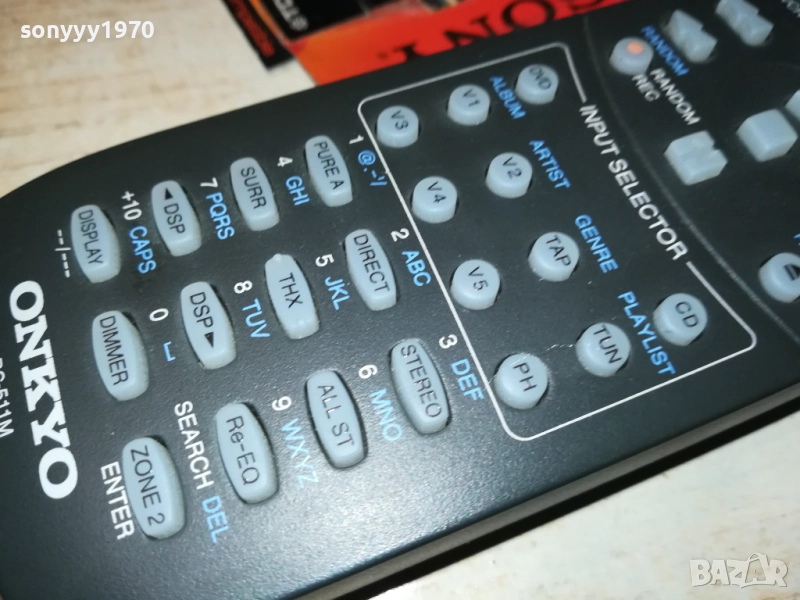 sonyyy1970
SONY
RANDOM
RANDOM
REC
INPUT SELECTOR
DVD
V1
V3
ALBUM
V2
V4
ARTIST
TAP
V5
GENRE
CD
TUN
PH
PLAYLIST
PURE A
1 @.-'/
SURR
4 GHI
◄DSP
7 PQRS
DISPLAY
+10 CAPS
--/---
DIRECT
2 ABC
THX
5 JKL
DSP►
8 TUV
DIMMER
0
STEREO
3 DEF
ALL ST
6 MNO
Re-EQ
9 WXYZ
ZONE 2
SEARCH DEL
ENTER
ONKYO
BAZAR
bg